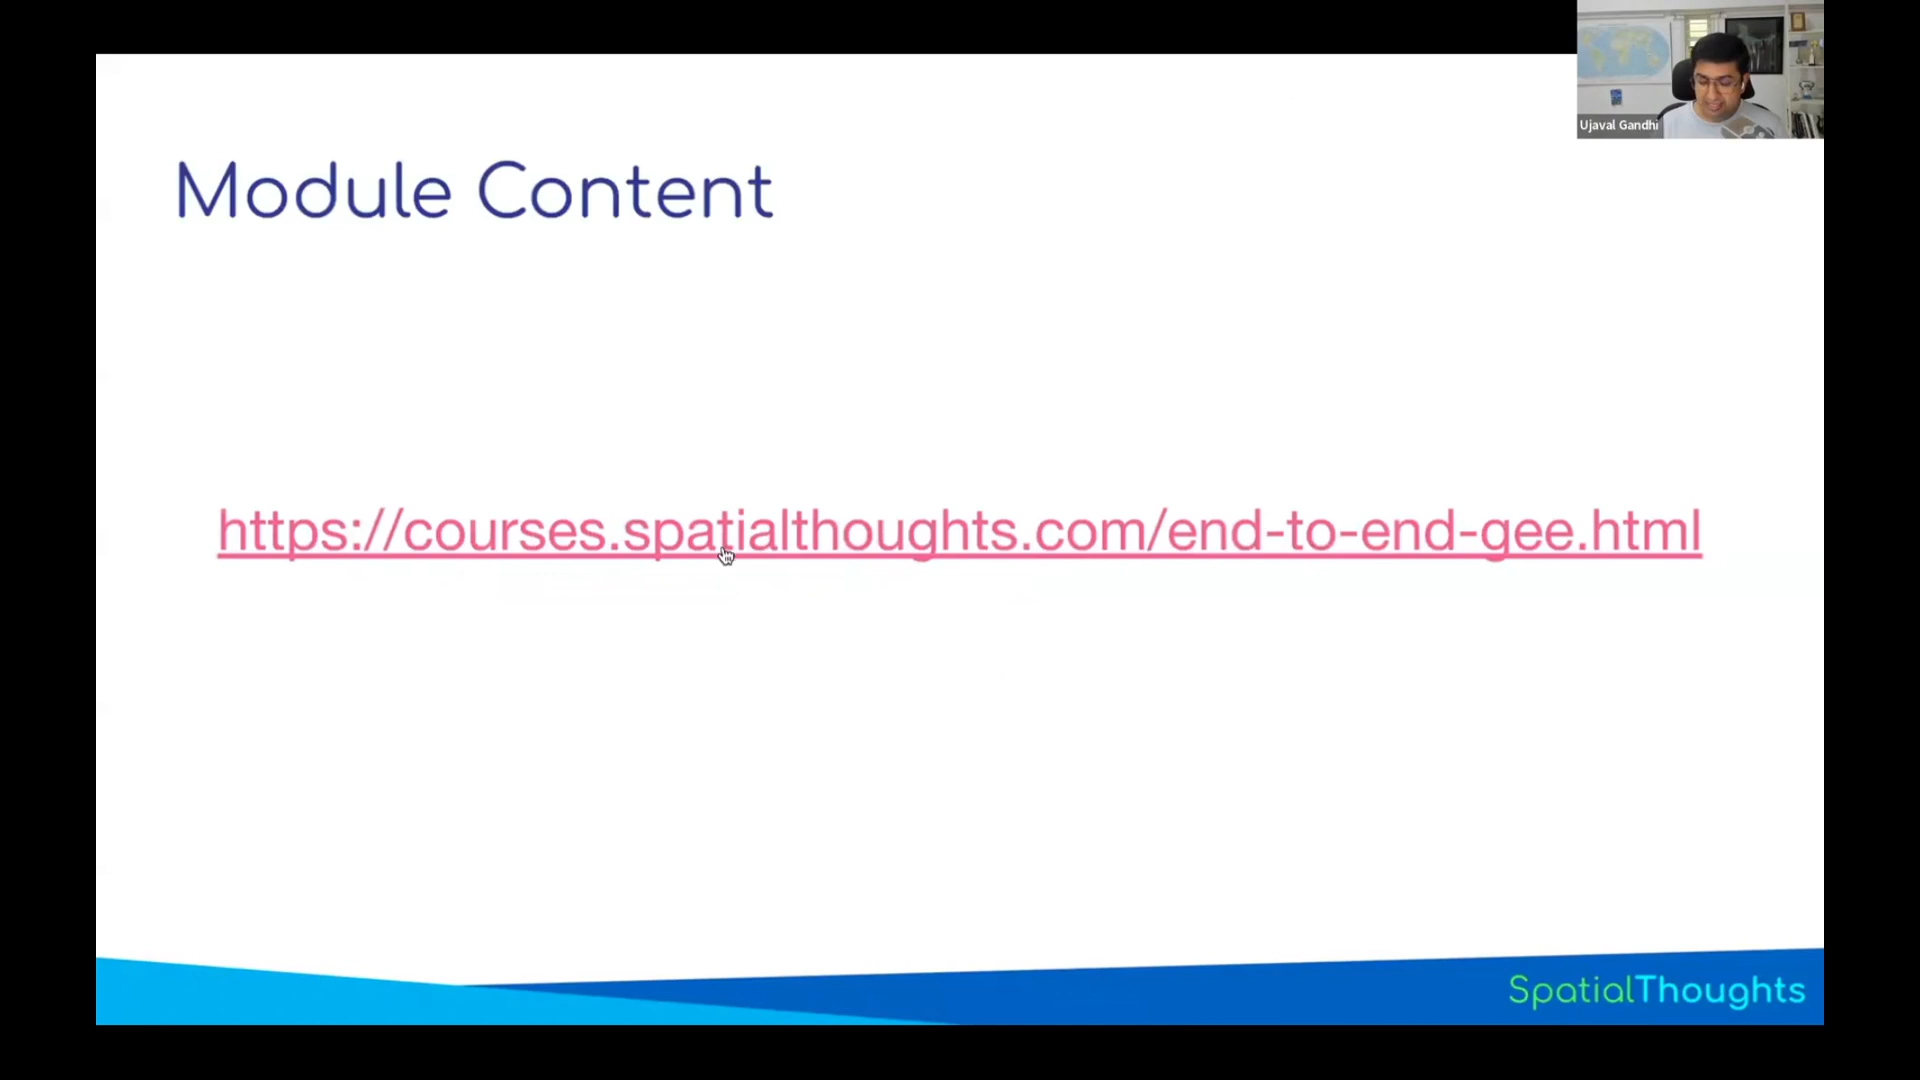 Ujaval Gandhi
Module Content
https://courses.spatialthoughts.com/end-to-end-gee.html
SpatialThoughts